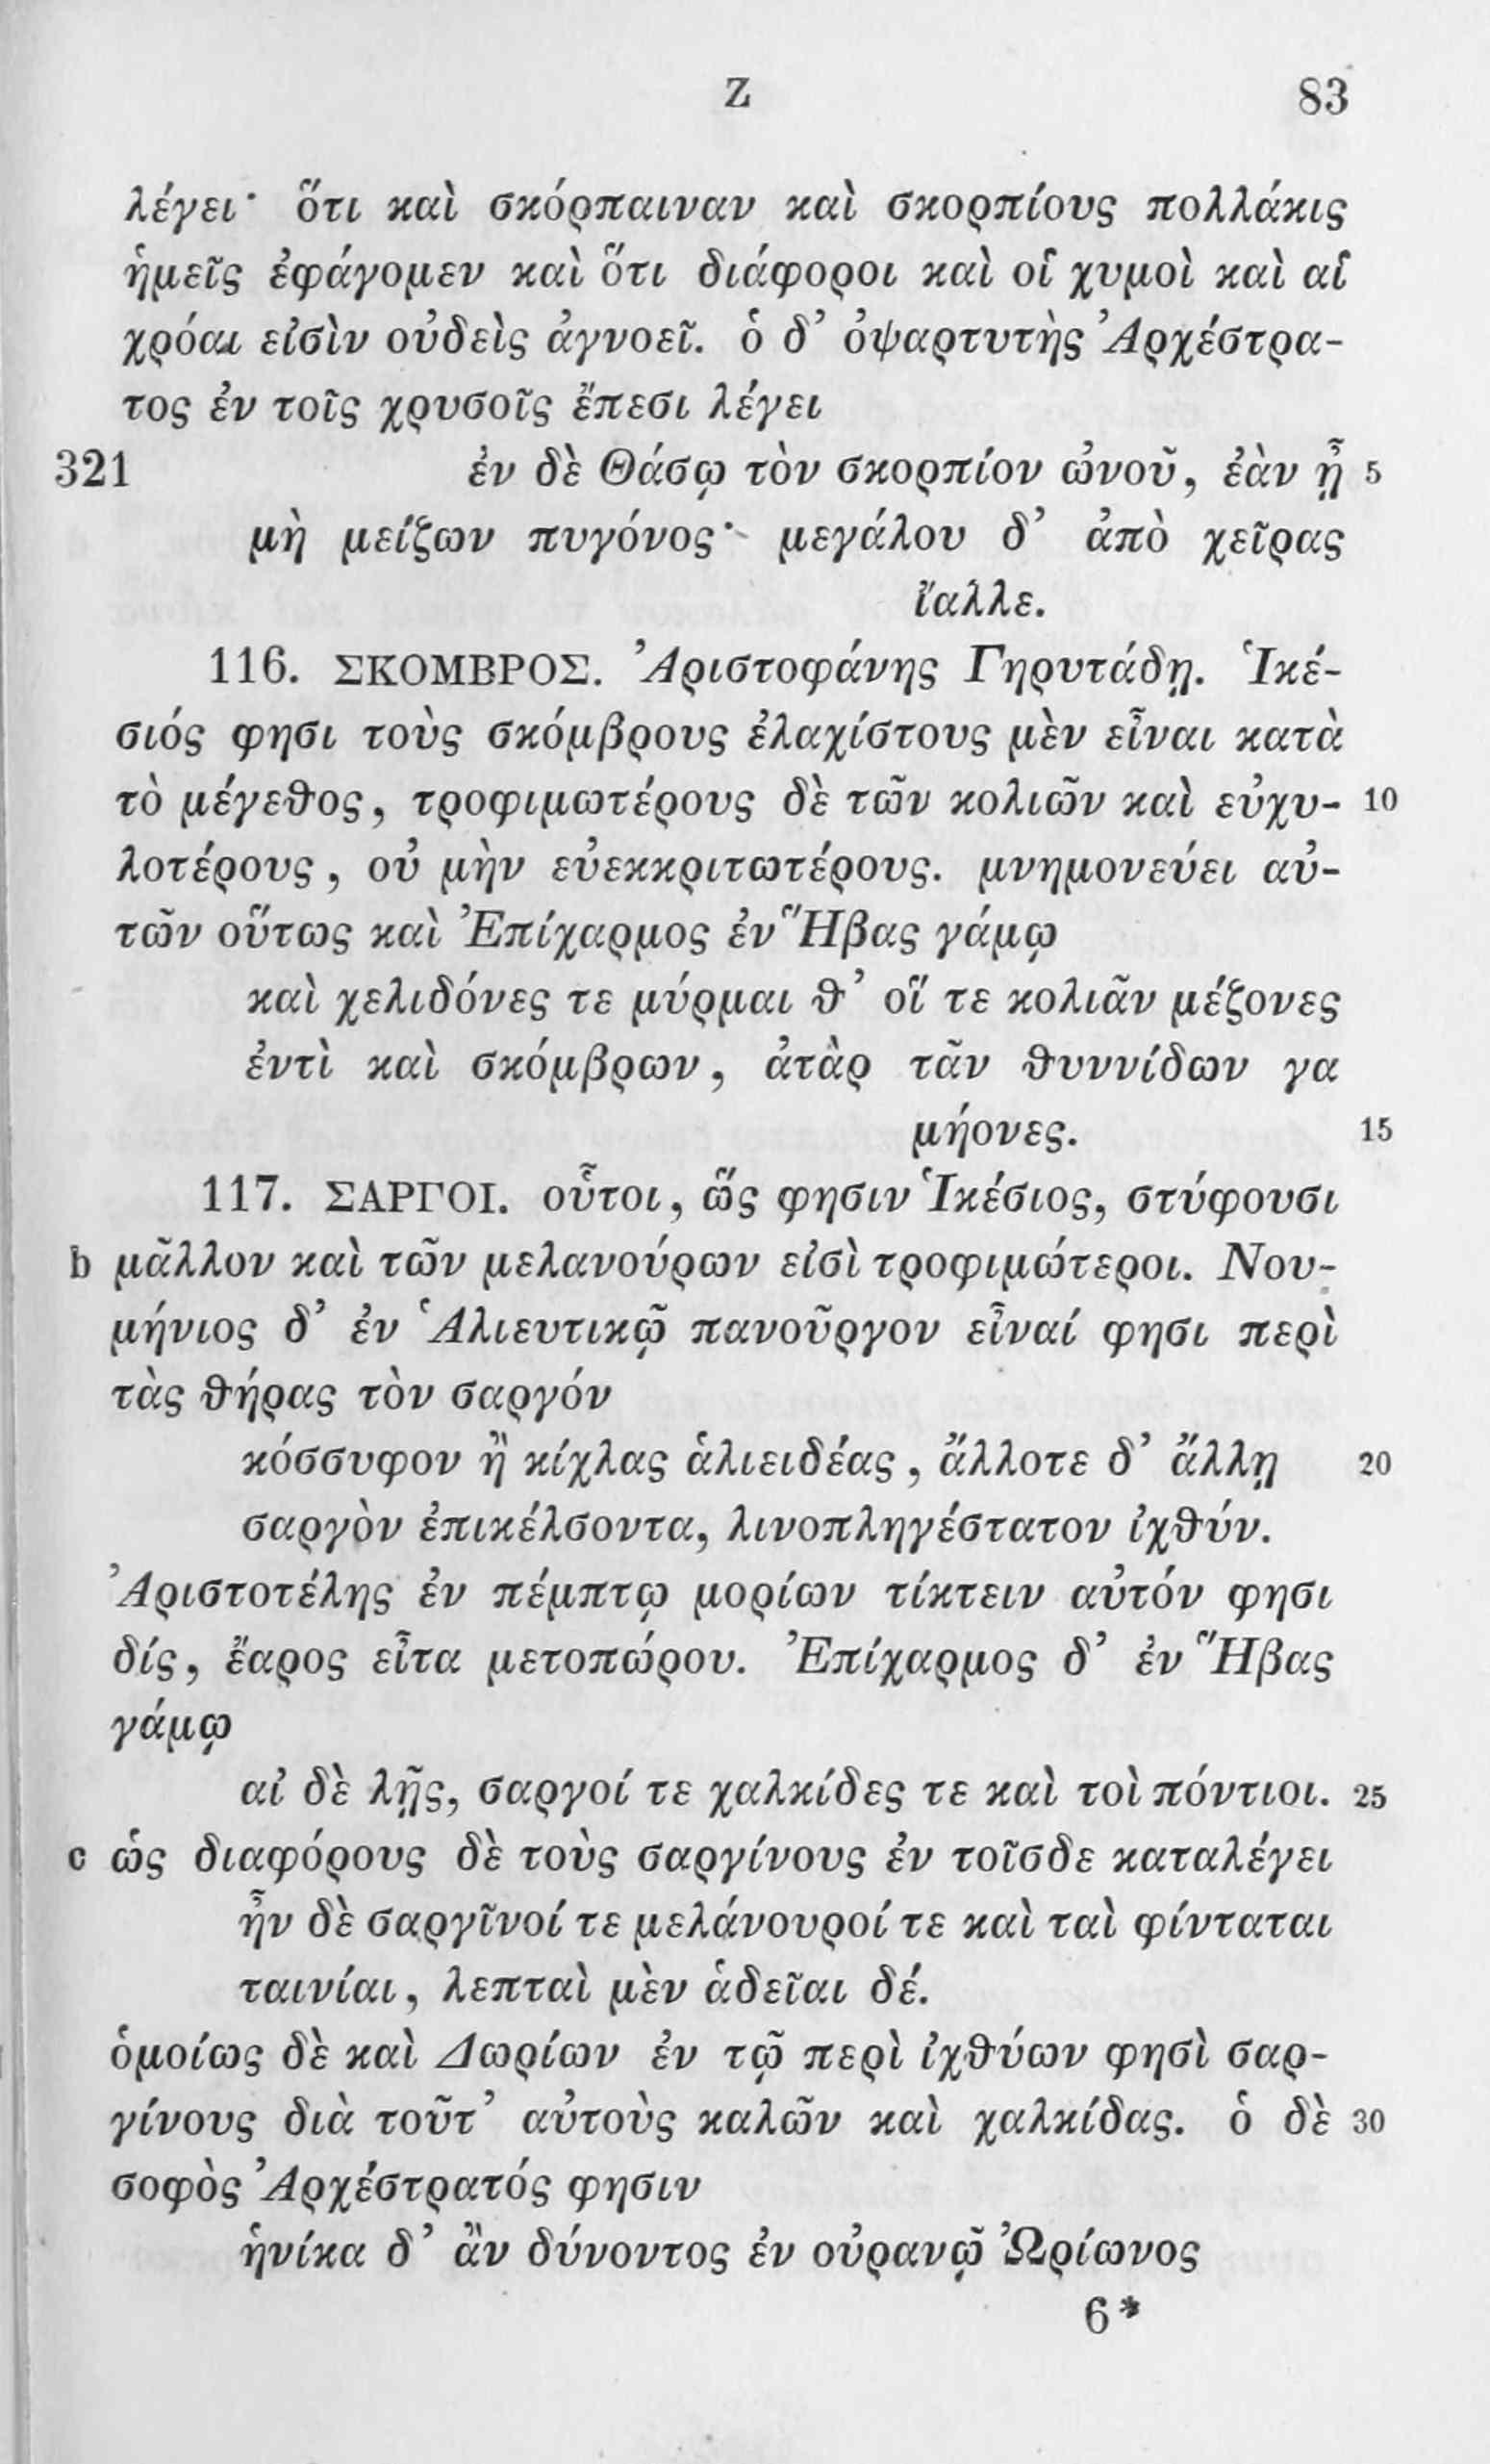 Z 83
λέγει· ὅτι καὶ σκόρπαιναν καὶ σκορπίους πολλάκις
ἡμεῖς ἐφάγομεν καὶ ὅτι διάφοροι καὶ οἱ χυμοὶ καὶ αἱ
χρόαι εἰσὶν οὐδεὶς ἀγνοεῖ. ὁ δ’ ὀψαρτυτὴς Ἀρχέστρα-
τος ἐν τοῖς χρυσοῖς ἔπεσι λέγει
321 ἐν δὲ Θάσῳ τὸν σκορπίον ὠνοῦ, ἐὰν ᾖ 5
μὴ μείζων πυγόνος· μεγάλου δ’ ἀπὸ χεῖρας
ἴαλλε.
116. ΣΚΟΜΒΡΟΣ. Ἀριστοφάνης Γηρυτάδῃ. Ἱκέ-
σιός φησι τοὺς σκόμβρους ἐλαχίστους μὲν εἶναι κατὰ
τὸ μέγεθος, τροφιμωτέρους δὲ τῶν κολιῶν καὶ εὐχυ- 10
λοτέρους, οὐ μὴν εὐεκκριτωτέρους. μνημονεύει αὐ-
τῶν οὕτως καὶ Ἐπίχαρμος ἐν Ἥβας γάμῳ
καὶ χελιδόνες τε μύρμαι θ’ οἵ τε κολιᾶν μέζονες
ἐντὶ καὶ σκόμβρων, ἀτὰρ τᾶν θυννίδων γα
μήονες. 15
117. ΣΑΡΓΟΙ. οὗτοι, ὥς φησιν Ἱκέσιος, στύφουσι
b μᾶλλον καὶ τῶν μελανούρων εἰσὶ τροφιμώτεροι. Νου-
μήνιος δ’ ἐν Ἁλιευτικῷ πανοῦργον εἶναί φησι περὶ
τὰς θήρας τὸν σαργόν
κόσσυφον ἢ κίχλας ἁλιειδέας, ἄλλοτε δ’ ἄλλῃ 20
σαργὸν ἐπικέλσοντα, λινοπληγέστατον ἰχθύν.
Ἀριστοτέλης ἐν πέμπτῳ μορίων τίκτειν αὐτόν φησι
δίς, ἔαρος εἶτα μετοπώρου. Ἐπίχαρμος δ’ ἐν Ἥβας
γάμῳ
αἰ δὲ λῇς, σαργοί τε χαλκίδες τε καὶ τοὶ πόντιοι. 25
c ὡς διαφόρους δὲ τοὺς σαργίνους ἐν τοῖσδε καταλέγει
ἦν δὲ σαργῖνοί τε μελάνουροί τε καὶ ταὶ φίνταται
ταινίαι, λεπταὶ μὲν ἁδεῖαι δέ.
ὁμοίως δὲ καὶ Δωρίων ἐν τῷ περὶ ἰχθύων φησὶ σαρ-
γίνους διὰ τοῦτ’ αὐτοὺς καλῶν καὶ χαλκίδας. ὁ δὲ 30
σοφὸς Ἀρχέστρατός φησιν
ἡνίκα δ’ ἂν δύνοντος ἐν οὐρανῷ Ὠρίωνος
6*